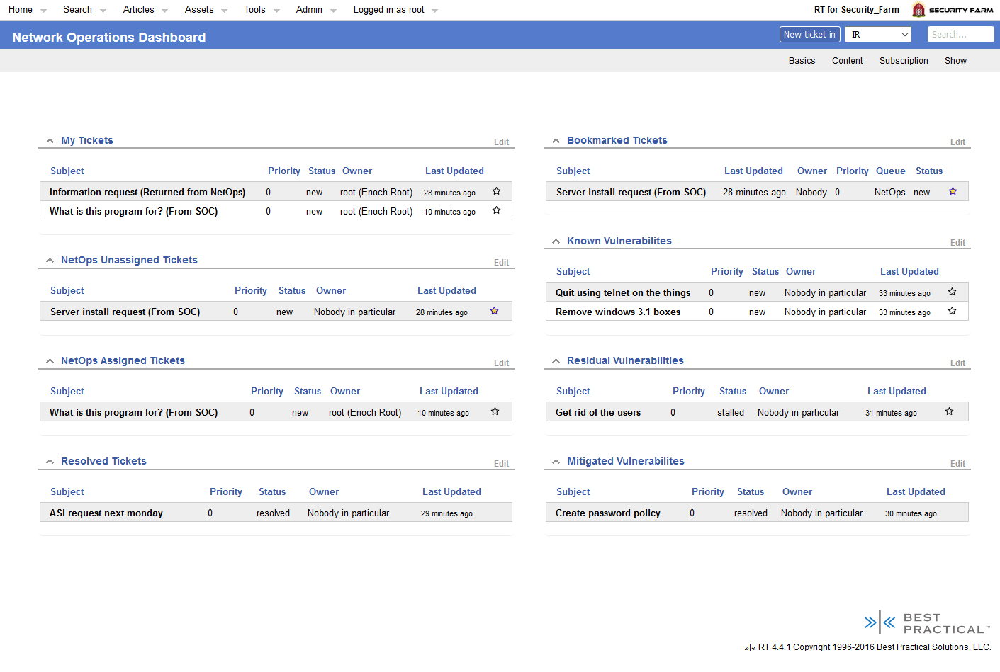 Home Search Articles Assets Tools Admin Logged in as root RT for Security_Farm SECURITY FARM
Network Operations Dashboard New ticket in IR Search...
Basics Content Subscription Show
My Tickets Edit
Subject Priority Status Owner Last Updated
Information request (Returned from NetOps) 0 new root (Enoch Root) 28 minutes ago
What is this program for? (From SOC) 0 new root (Enoch Root) 10 minutes ago
NetOps Unassigned Tickets Edit
Subject Priority Status Owner Last Updated
Server install request (From SOC) 0 new Nobody in particular 28 minutes ago
NetOps Assigned Tickets Edit
Subject Priority Status Owner Last Updated
What is this program for? (From SOC) 0 new root (Enoch Root) 10 minutes ago
Resolved Tickets Edit
Subject Priority Status Owner Last Updated
ASI request next monday 0 resolved Nobody in particular 29 minutes ago
Bookmarked Tickets Edit
Subject Last Updated Owner Priority Queue Status
Server install request (From SOC) 28 minutes ago Nobody 0 NetOps new
Known Vulnerabilites Edit
Subject Priority Status Owner Last Updated
Quit using telnet on the things 0 new Nobody in particular 33 minutes ago
Remove windows 3.1 boxes 0 new Nobody in particular 33 minutes ago
Residual Vulnerabilities Edit
Subject Priority Status Owner Last Updated
Get rid of the users 0 stalled Nobody in particular 31 minutes ago
Mitigated Vulnerabilites Edit
Subject Priority Status Owner Last Updated
Create password policy 0 resolved Nobody in particular 30 minutes ago
»|« BEST
PRACTICAL™
»|« RT 4.4.1 Copyright 1996-2016 Best Practical Solutions, LLC.